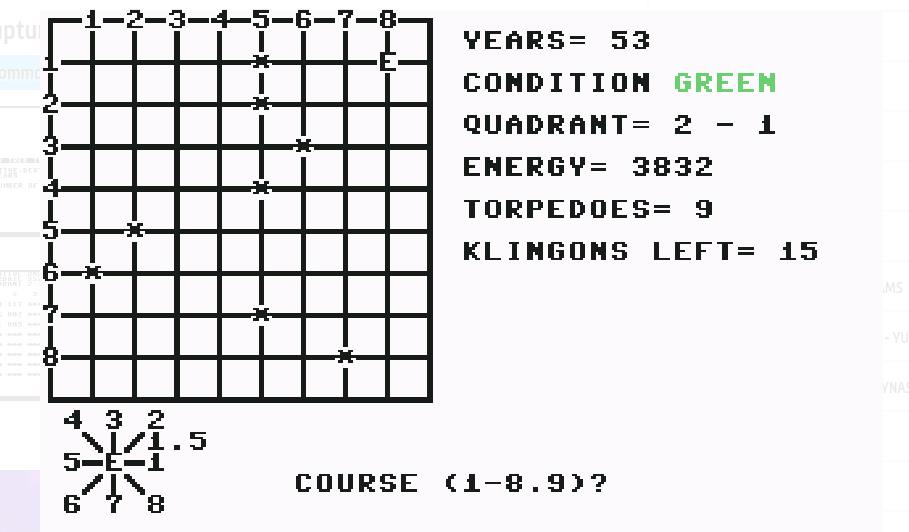 1 2 3 4 5 6 7 8
YEARS= 53
1 * E
CONDITION GREEN
2 *
QUADRANT= 2 - 1
3 *
ENERGY= 3832
4 *
TORPEDOES= 9
5 *
KLINGONS LEFT= 15
6 *
7 *
8 *
4 3 2
1.5
5 E 1
6 7 8
COURSE (1-8.9)?